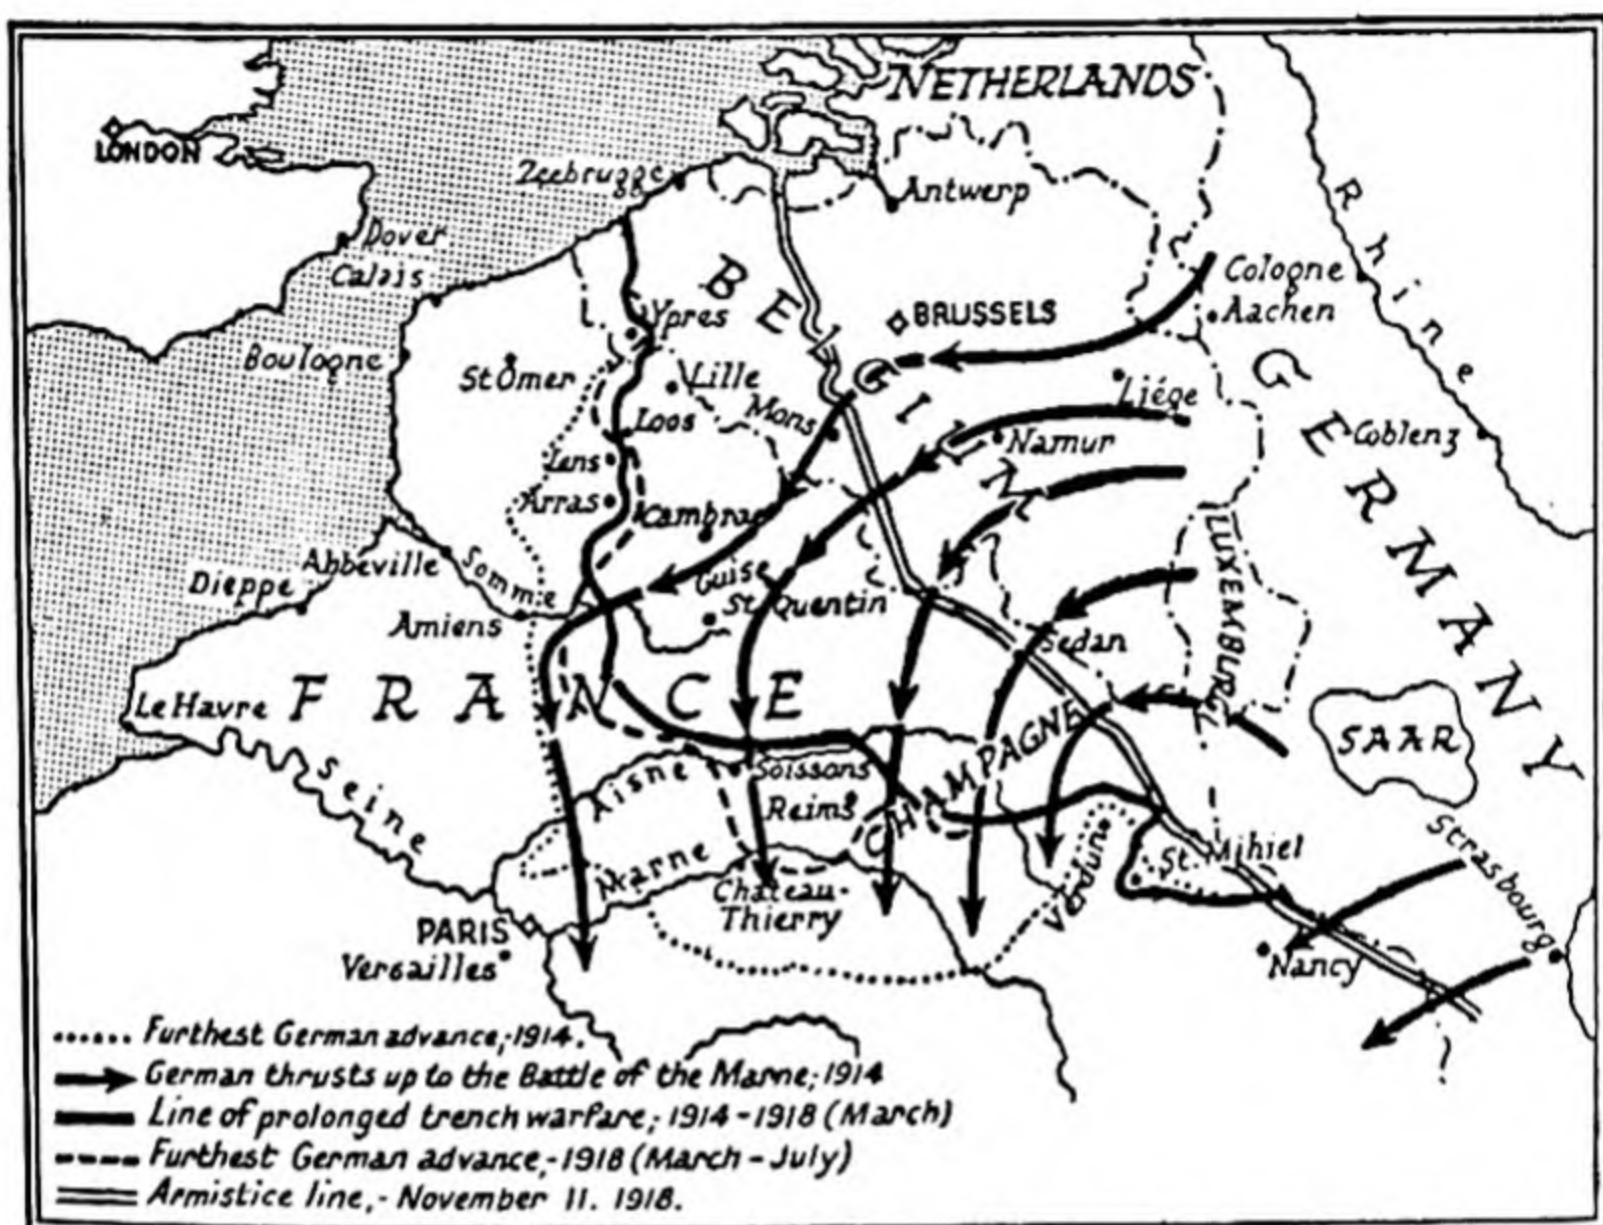 NETHERLANDS
LONDON
Zeebrugge
Antwerp
Rhine
Dover
Calais
Cologne
BELGIUM
Ypres
BRUSSELS
Aachen
Boulogne
St Omer
Lille
Liége
GERMANY
Loos
Mons
Namur
Coblenz
Lens
Arras
Cambrai
LUXEMBURG
Abbeville
Somme
Dieppe
Guise
St. Quentin
Amiens
Sedan
Le Havre
FRANCE
SAAR
CHAMPAGNE
Seine
Aisne
Soissons
Reims
Strasbourg
Marne
Verdun
St. Mihiel
Chateau-
Thierry
PARIS
Versailles
Nancy
Furthest German advance,-1914.
German thrusts up to the Battle of the Marne;-1914
Line of prolonged trench warfare;-1914-1918 (March)
Furthest German advance,-1918 (March-July)
Armistice line,- November 11. 1918.